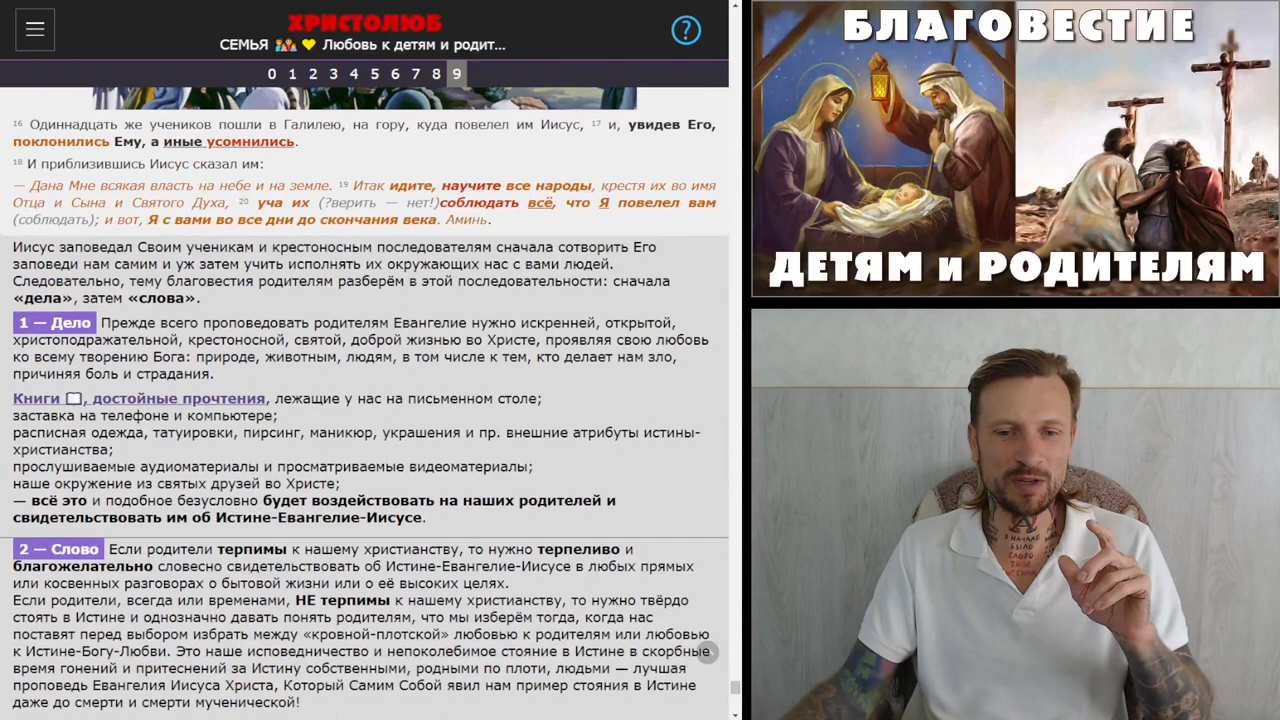 ХРИСТОЛЮБ
СЕМЬЯ 👨‍👩‍👧‍👦 💛 Любовь к детям и родит...
0 1 2 3 4 5 6 7 8 9
16 Одиннадцать же учеников пошли в Галилею, на гору, куда повелел им Иисус, 17 и, увидев Его,
поклонились Ему, а иные усомнились.
18 И приблизившись Иисус сказал им:
— Дана Мне всякая власть на небе и на земле. 19 Итак идите, научите все народы, крестя их во имя
Отца и Сына и Святого Духа, 20 уча их (?верить — нет!)соблюдать всё, что Я повелел вам
(соблюдать); и вот, Я с вами во все дни до скончания века. Аминь.
Иисус заповедал Своим ученикам и крестоносным последователям сначала сотворить Его
заповеди нам самим и уж затем учить исполнять их окружающих нас с вами людей.
Следовательно, тему благовестия родителям разберём в этой последовательности: сначала
«дела», затем «слова».
1 — Дело Прежде всего проповедовать родителям Евангелие нужно искренней, открытой,
христоподражательной, крестоносной, святой, доброй жизнью во Христе, проявляя свою любовь
ко всему творению Бога: природе, животным, людям, в том числе к тем, кто делает нам зло,
причиняя боль и страдания.
Книги 📖, достойные прочтения, лежащие у нас на письменном столе;
заставка на телефоне и компьютере;
расписная одежда, татуировки, пирсинг, маникюр, украшения и пр. внешние атрибуты истины-
христианства;
прослушиваемые аудиоматериалы и просматриваемые видеоматериалы;
наше окружение из святых друзей во Христе;
— всё это и подобное безусловно будет воздействовать на наших родителей и
свидетельствовать им об Истине-Евангелие-Иисусе.
2 — Слово Если родители терпимы к нашему христианству, то нужно терпеливо и
благожелательно словесно свидетельствовать об Истине-Евангелие-Иисусе в любых прямых
или косвенных разговорах о бытовой жизни или о её высоких целях.
Если родители, всегда или временами, НЕ терпимы к нашему христианству, то нужно твёрдо
стоять в Истине и однозначно давать понять родителям, что мы изберём тогда, когда нас
поставят перед выбором избрать между «кровной-плотской» любовью к родителям или любовью
к Истине-Богу-Любви. Это наше исповедничество и непоколебимое стояние в Истине в скорбные
время гонений и притеснений за Истину собственными, родными по плоти, людьми — лучшая
проповедь Евангелия Иисуса Христа, Который Самим Собой явил нам пример стояния в Истине
даже до смерти и смерти мученической!
БЛАГОВЕСТИЕ
ДЕТЯМ и РОДИТЕЛЯМ
В НАЧАЛЕ
БЫЛО
СЛОВО